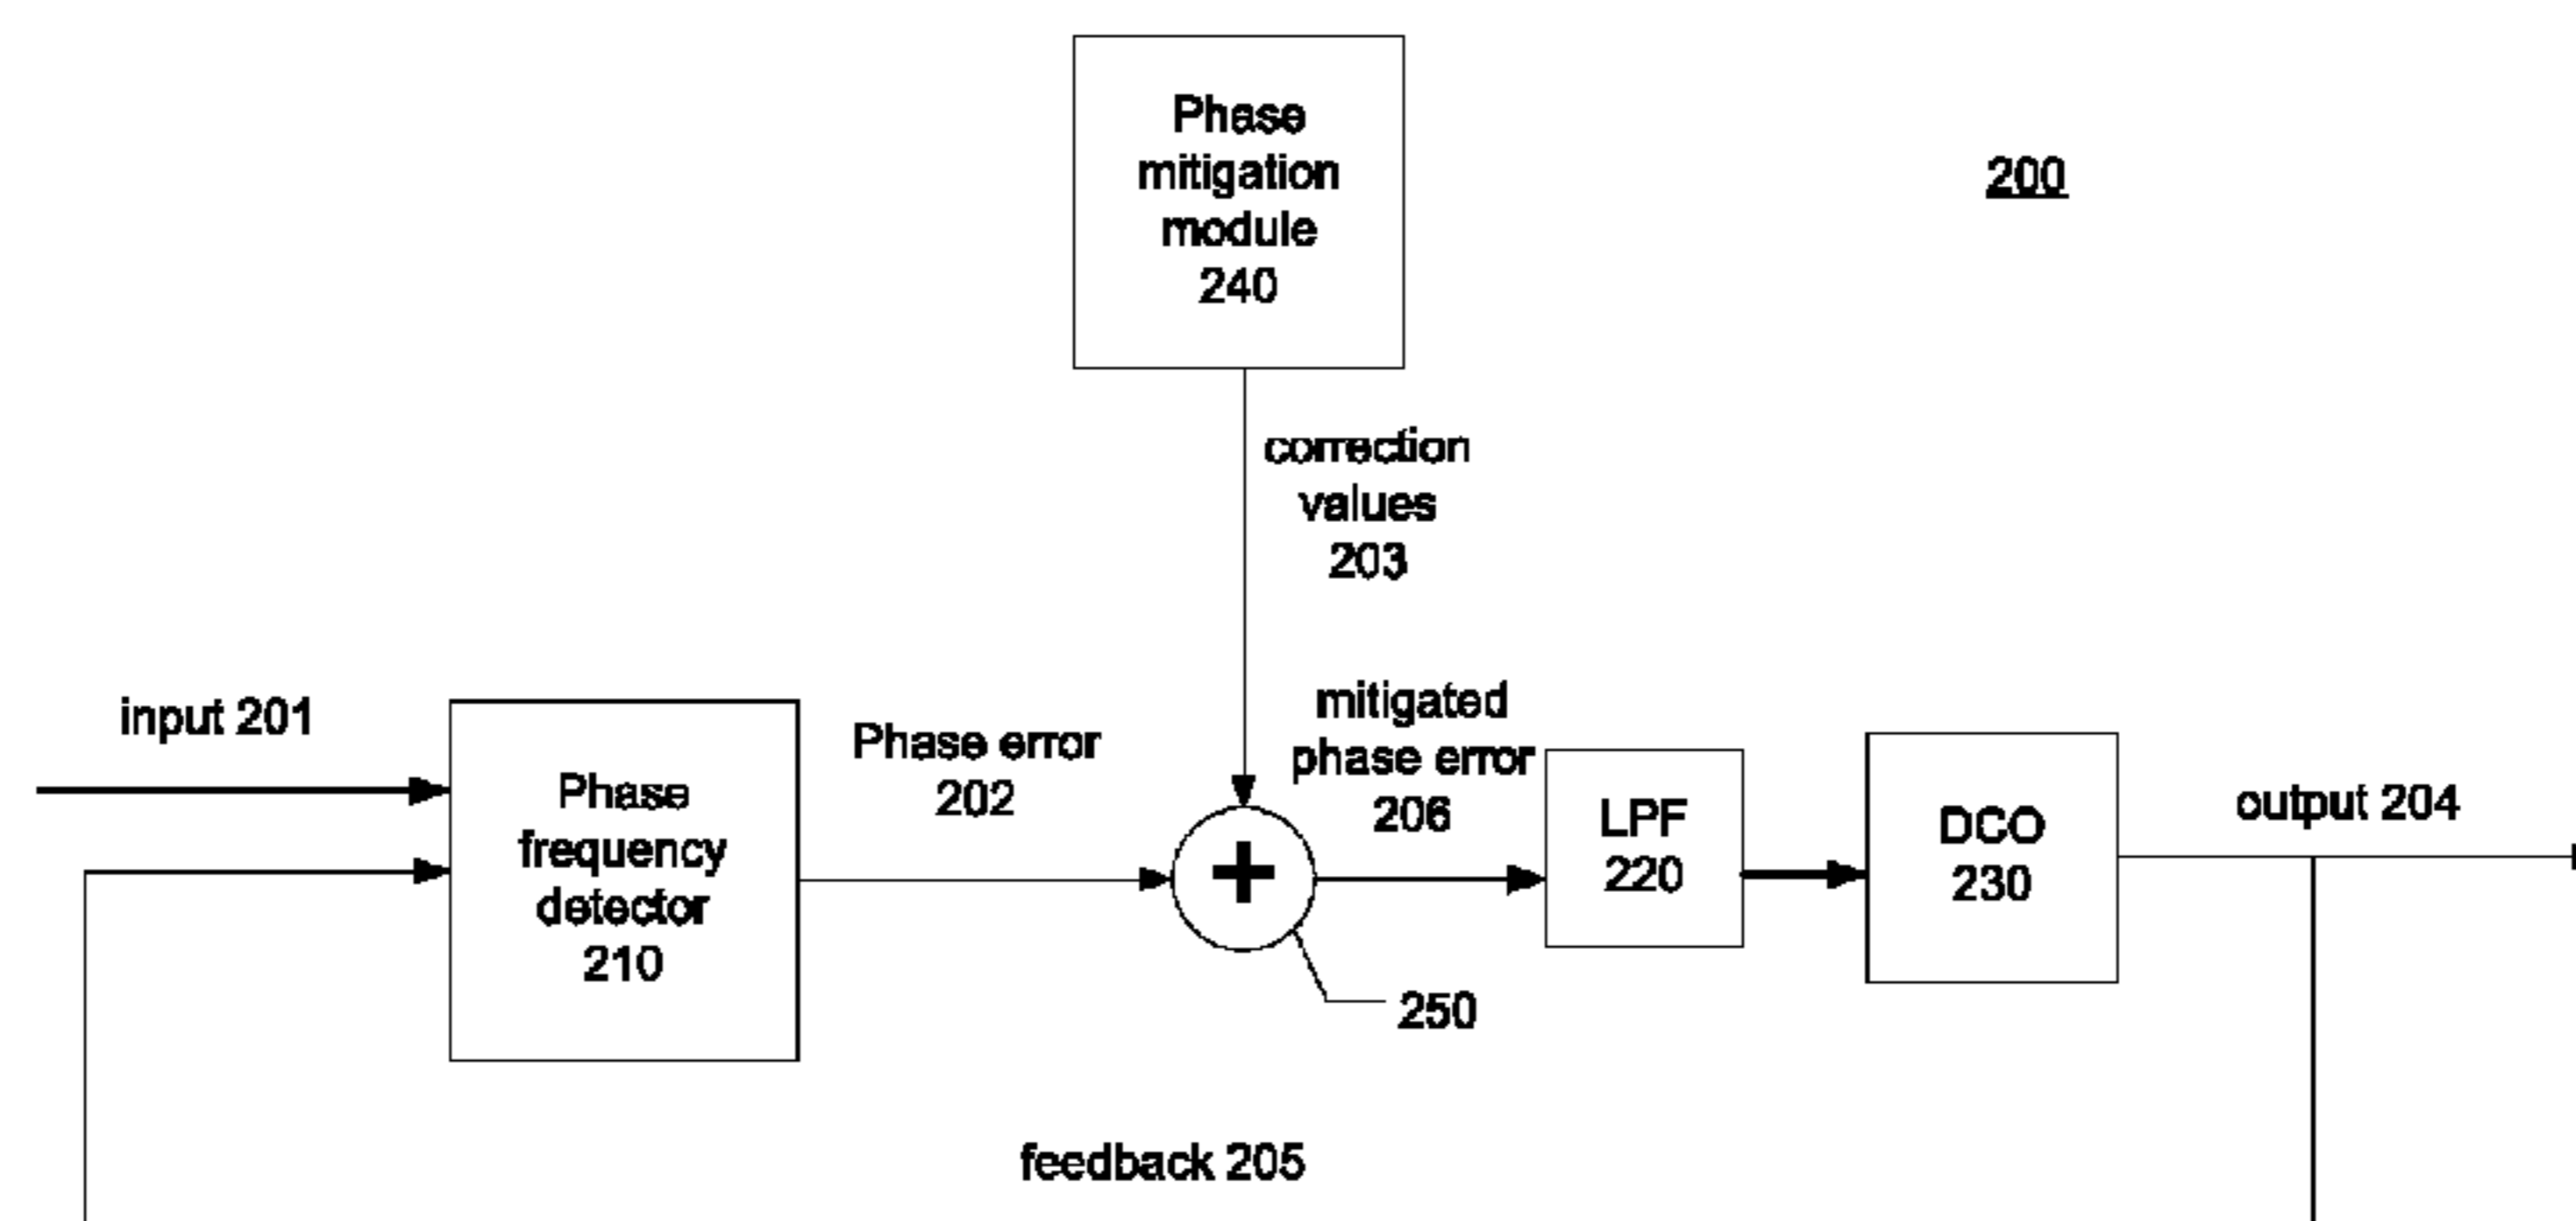 Phase
mitigation
module
240
200
correction
values
203
input 201
Phase
frequency
detector
210
Phase error
202
mitigated
phase error
206
LPF
220
DCO
230
output 204
+
250
feedback 205